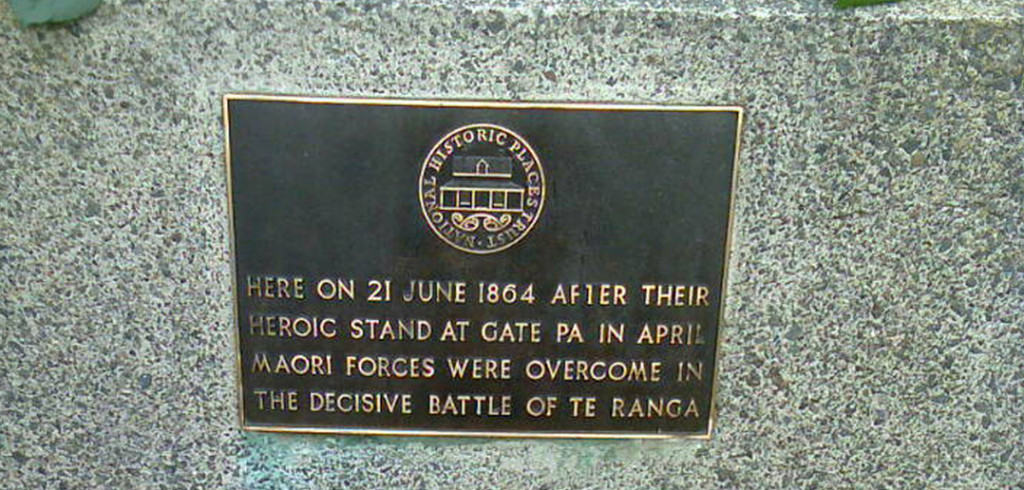 NATIONAL HISTORIC PLACES TRUST
HERE ON 21 JUNE 1864 AFTER THEIR
HEROIC STAND AT GATE PA IN APRIL
MAORI FORCES WERE OVERCOME IN
THE DECISIVE BATTLE OF TE RANGA